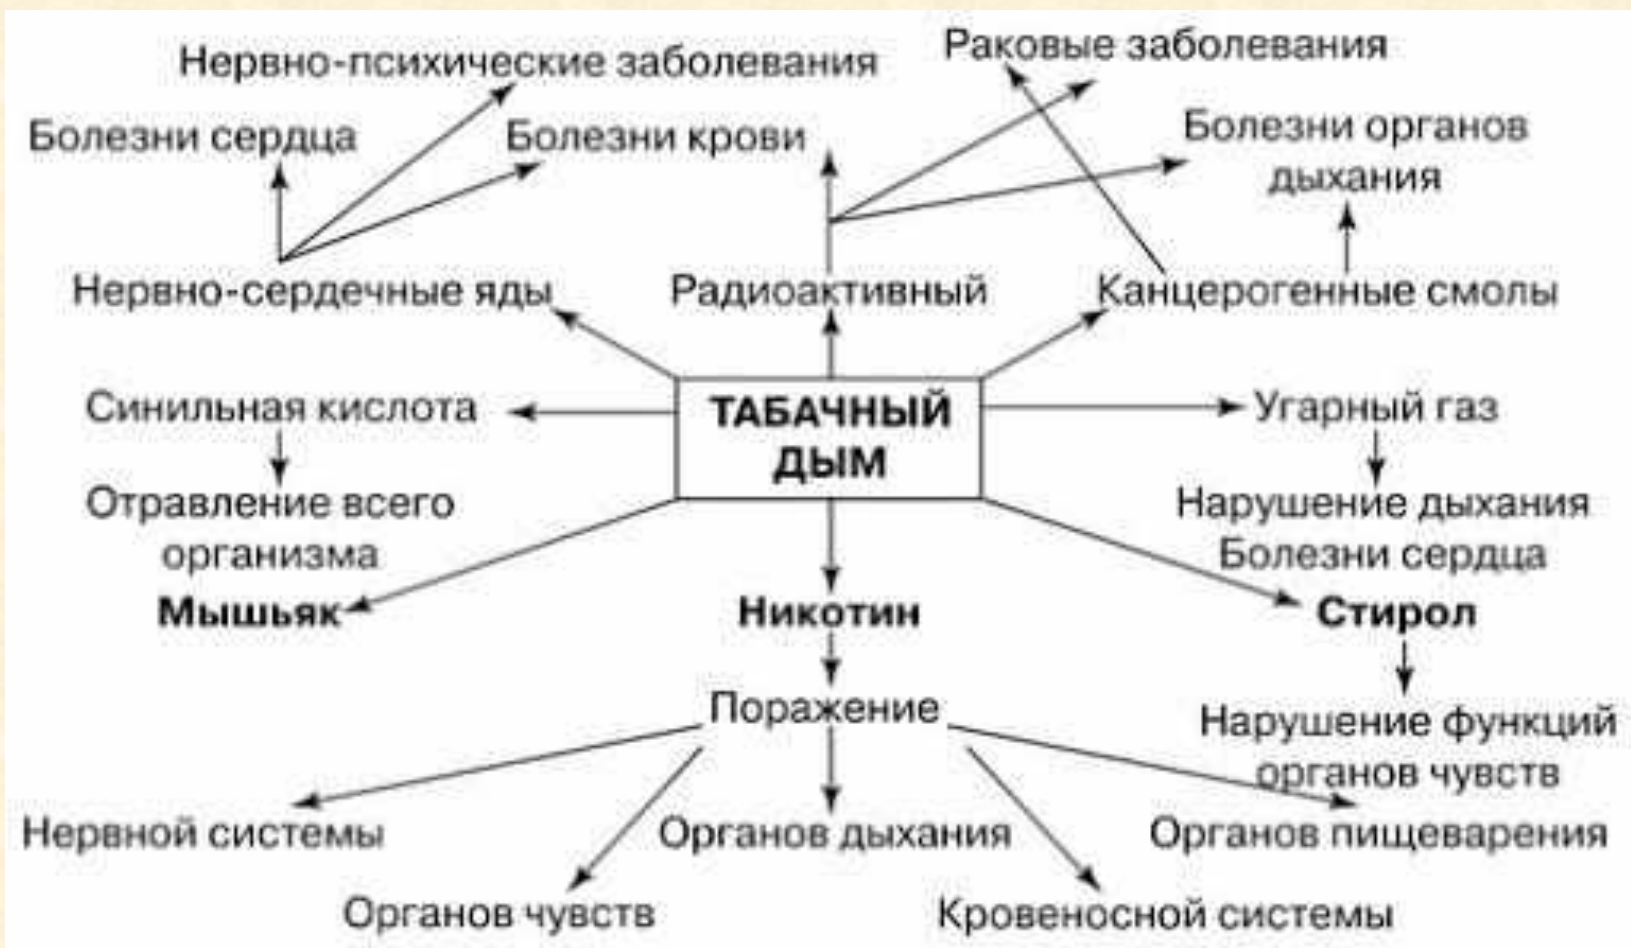 Нервно-психические заболевания
Раковые заболевания
Болезни сердца
Болезни крови
Болезни органов
дыхания
Нервно-сердечные яды
Радиоактивный
Канцерогенные смолы
Синильная кислота
ТАБАЧНЫЙ
ДЫМ
Угарный газ
Отравление всего
организма
Нарушение дыхания
Болезни сердца
Мышьяк
Никотин
Стирол
Поражение
Нарушение функций
органов чувств
Нервной системы
Органов дыхания
Органов пищеварения
Органов чувств
Кровеносной системы